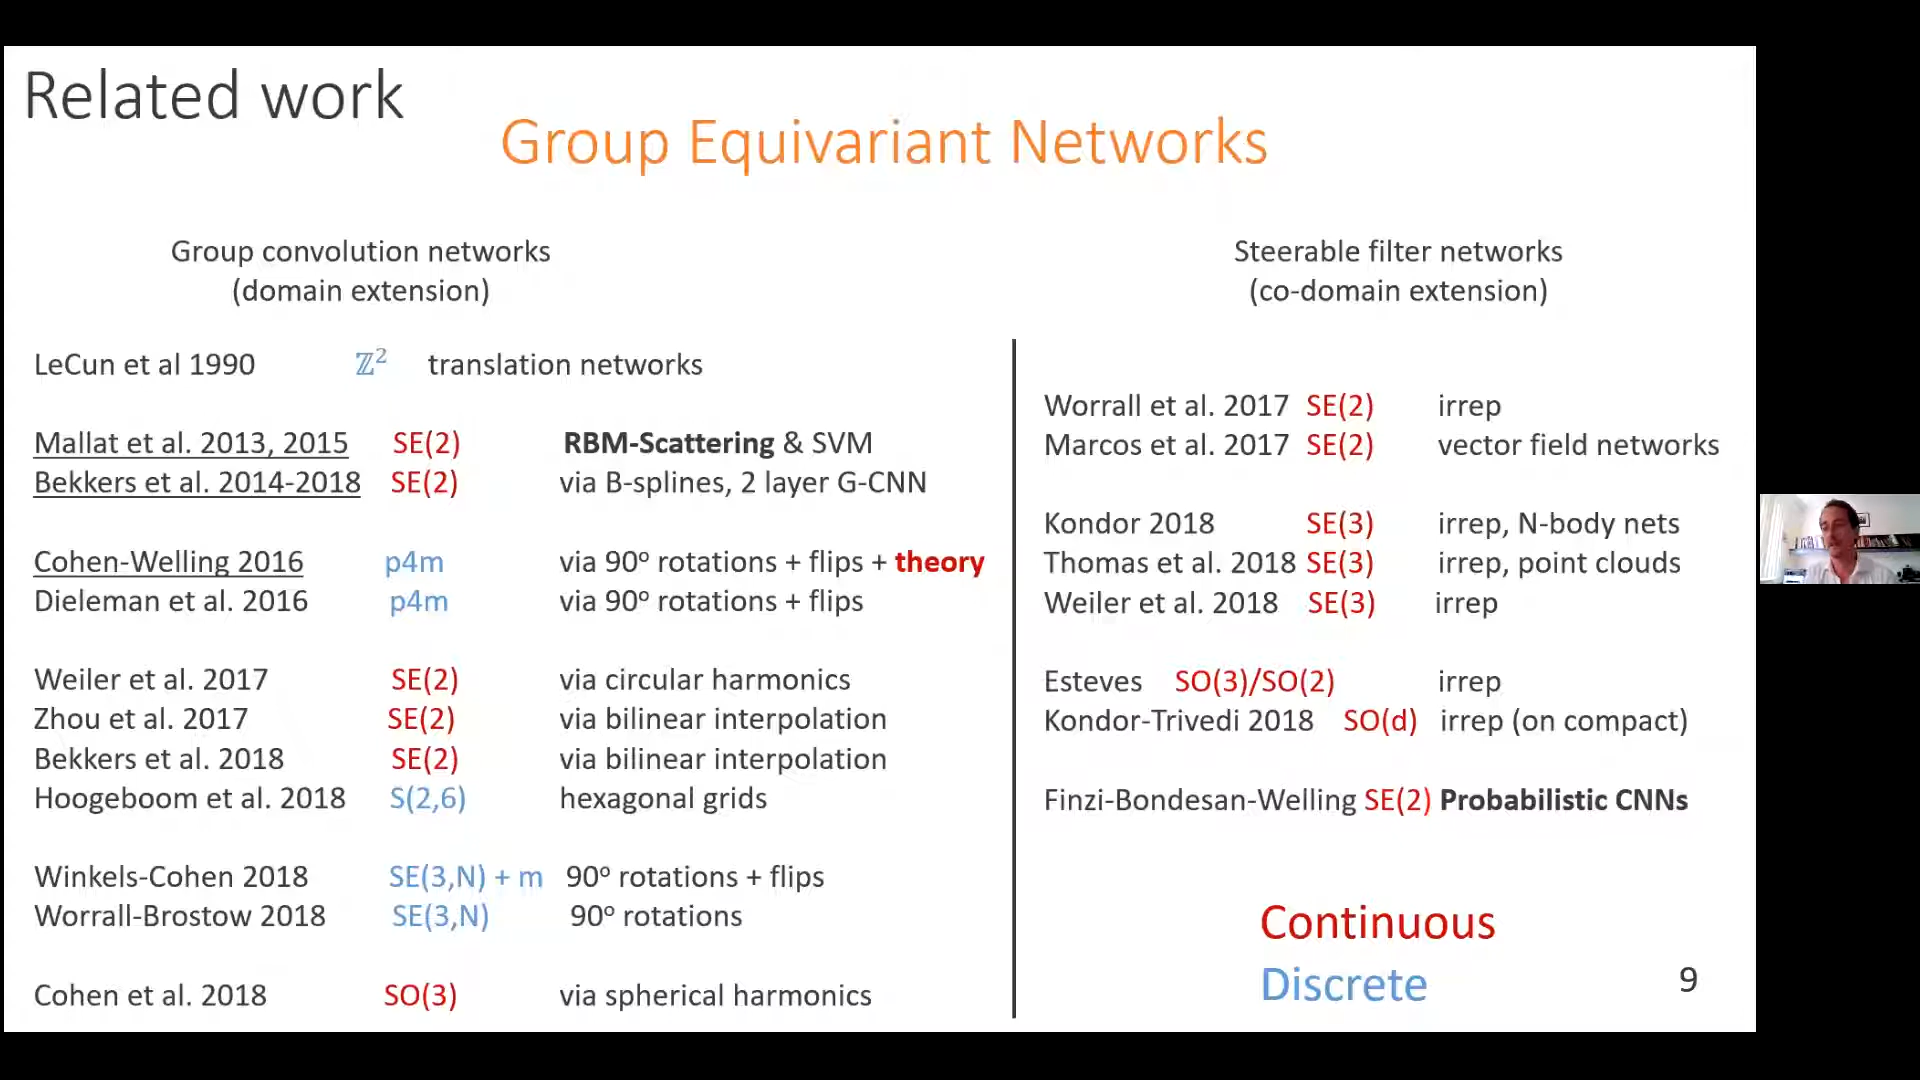 Related work
Group Equivariant Networks
Group convolution networks
(domain extension)
LeCun et al 1990 ℤ² translation networks
Mallat et al. 2013, 2015 SE(2) RBM-Scattering & SVM
Bekkers et al. 2014-2018 SE(2) via B-splines, 2 layer G-CNN
Cohen-Welling 2016 p4m via 90º rotations + flips + theory
Dieleman et al. 2016 p4m via 90º rotations + flips
Weiler et al. 2017 SE(2) via circular harmonics
Zhou et al. 2017 SE(2) via bilinear interpolation
Bekkers et al. 2018 SE(2) via bilinear interpolation
Hoogeboom et al. 2018 S(2,6) hexagonal grids
Winkels-Cohen 2018 SE(3,N) + m 90º rotations + flips
Worrall-Brostow 2018 SE(3,N) 90º rotations
Cohen et al. 2018 SO(3) via spherical harmonics
Steerable filter networks
(co-domain extension)
Worrall et al. 2017 SE(2) irrep
Marcos et al. 2017 SE(2) vector field networks
Kondor 2018 SE(3) irrep, N-body nets
Thomas et al. 2018 SE(3) irrep, point clouds
Weiler et al. 2018 SE(3) irrep
Esteves SO(3)/SO(2) irrep
Kondor-Trivedi 2018 SO(d) irrep (on compact)
Finzi-Bondesan-Welling SE(2) Probabilistic CNNs
Continuous
Discrete
9